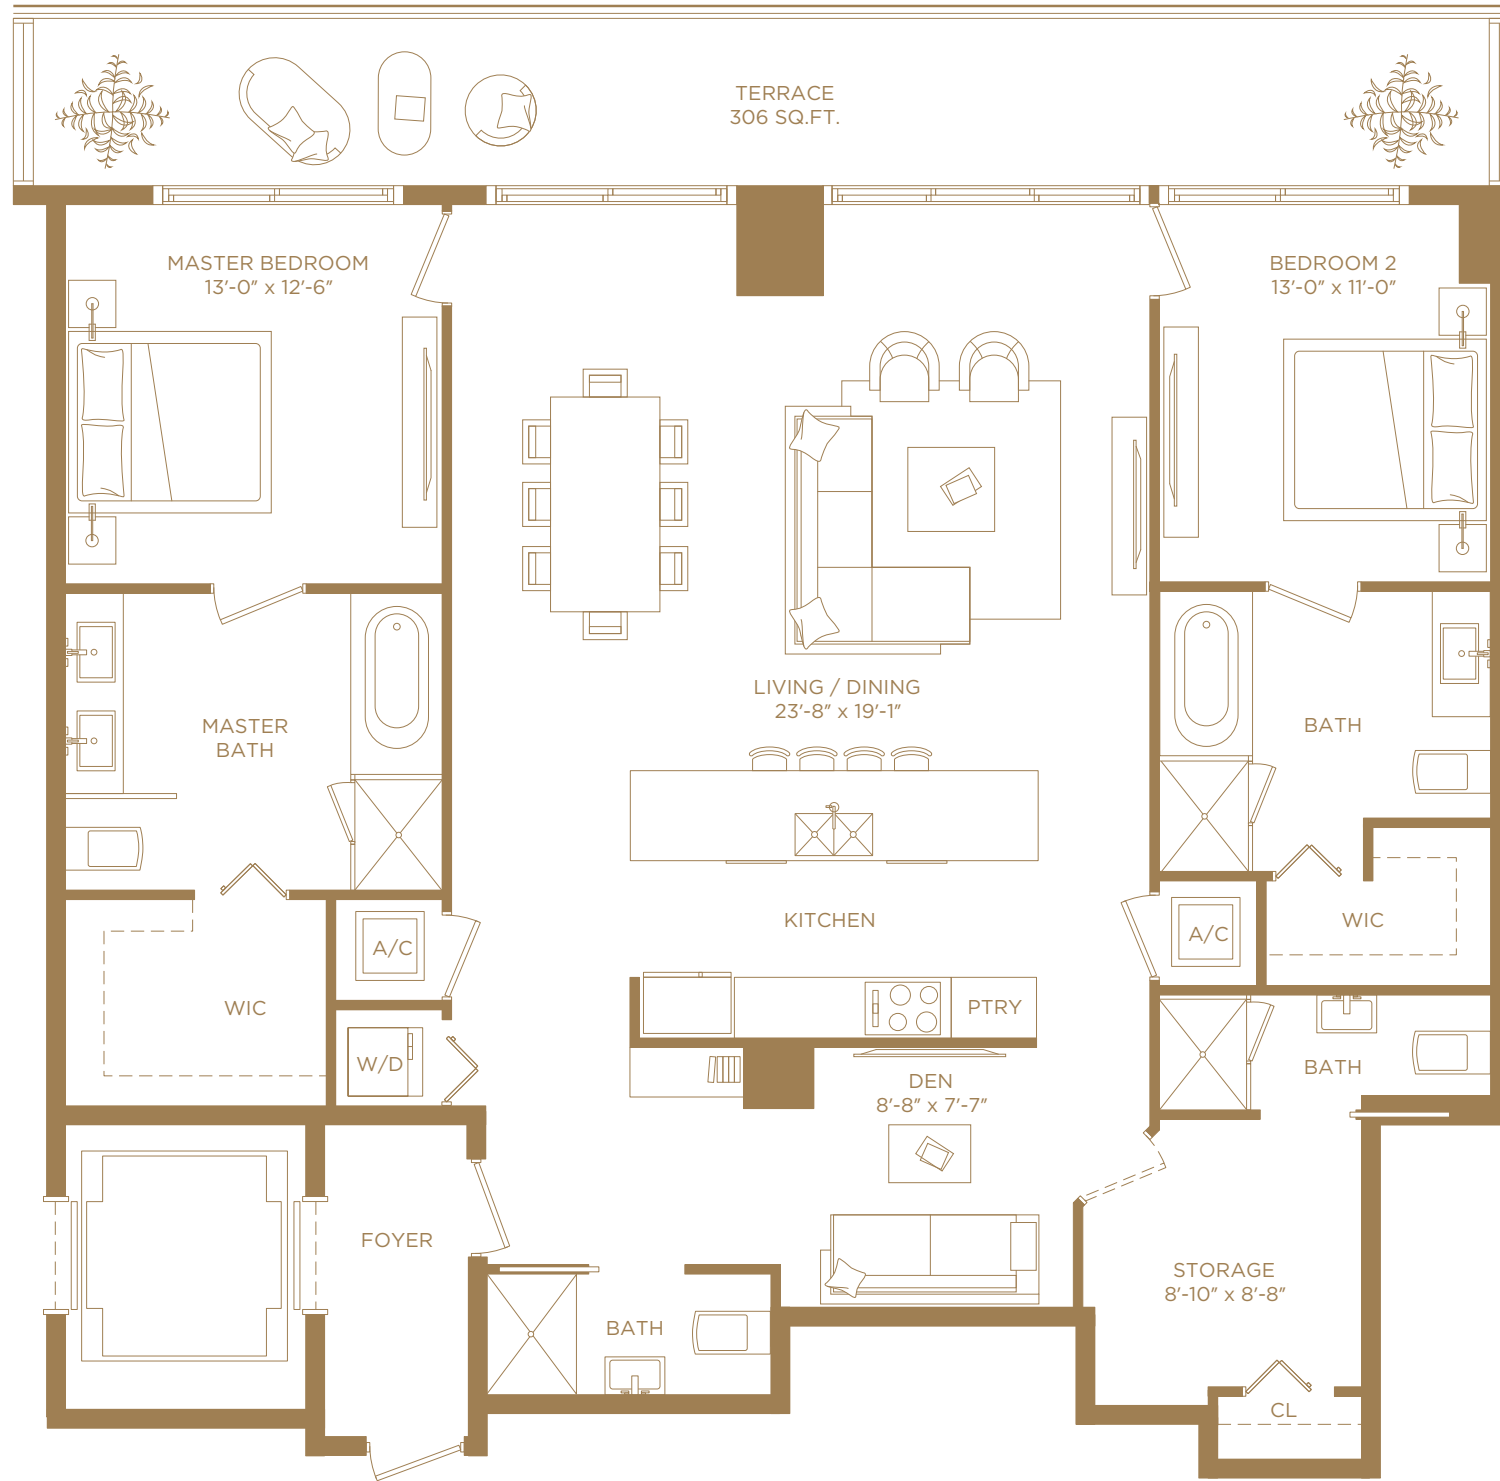 TERRACE
306 SQ.FT.
MASTER BEDROOM
13'-0" x 12'-6"
BEDROOM 2
13'-0" x 11'-0"
LIVING / DINING
23'-8" x 19'-1"
MASTER
BATH
BATH
KITCHEN
WIC
A/C
A/C
WIC
PTRY
W/D
DEN
8'-8" x 7'-7"
BATH
FOYER
STORAGE
8'-10" x 8'-8"
BATH
CL